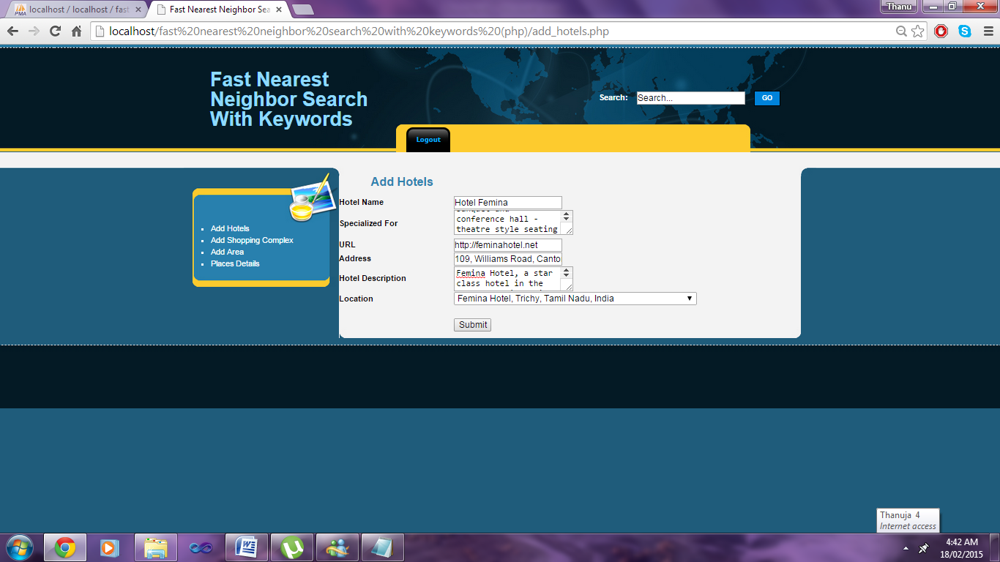 localhost / localhost / fast
Fast Nearest Neighbor Sea
Thanu
localhost/fast%20nearest%20neighbor%20search%20with%20keywords%20(php)/add_hotels.php
Fast Nearest
Neighbor Search
With Keywords
Search: Search... GO
Logout
Add Hotels
Add Shopping Complex
Add Area
Places Details
Add Hotels
Hotel Name Hotel Femina
Specialized For
conference hall -
theatre style seating
URL http://feminahotel.net
Address 109, Williams Road, Canto
Hotel Description Femina Hotel, a star
class hotel in the
Location Femina Hotel, Trichy, Tamil Nadu, India
Submit
Thanuja 4
Internet access
4:42 AM
18/02/2015